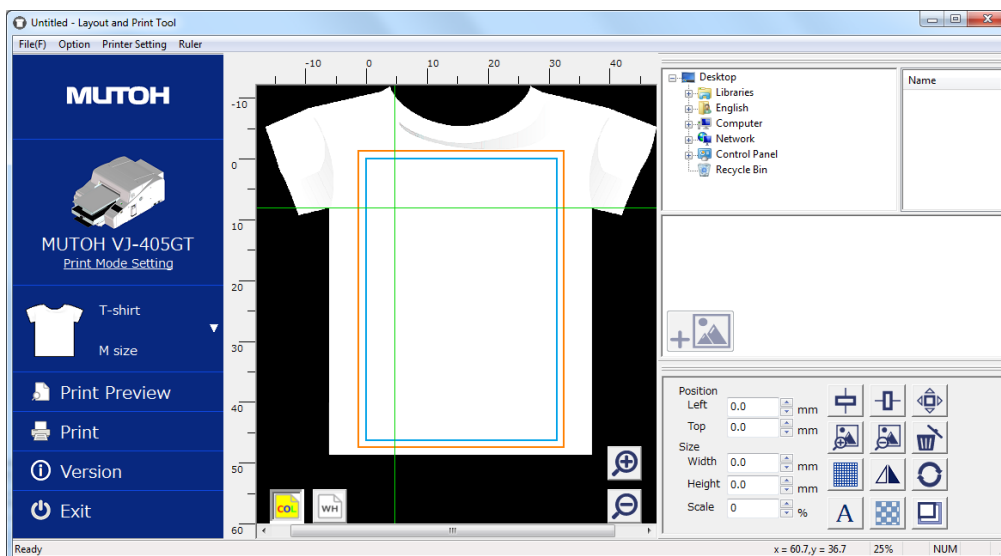 Untitled - Layout and Print Tool
File(F) Option Printer Setting Ruler
MUTOH
MUTOH VJ-405GT
Print Mode Setting
T-shirt
M size
Print Preview
Print
Version
Exit
-10 0 10 20 30 40
-10
0
10
20
30
40
50
60
COL WH
Desktop
Libraries
English
Computer
Network
Control Panel
Recycle Bin
Name
Position
Left 0.0 mm
Top 0.0 mm
Size
Width 0.0 mm
Height 0.0 mm
Scale 0 %
A
Ready x = 60.7,y = 36.7 25% NUM